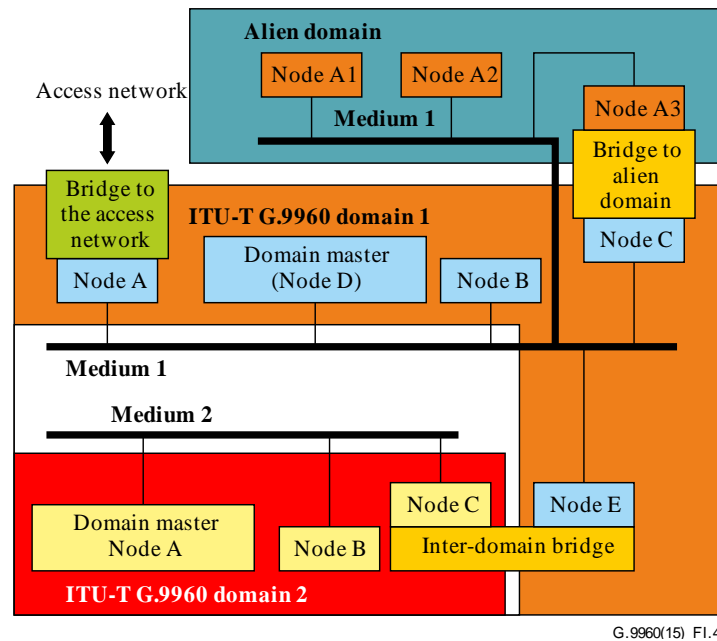 Alien domain
Node A1
Node A2
Access network
Medium 1
Node A3
Bridge to
alien
domain
Bridge to
the access
network
ITU-T G.9960 domain 1
Node C
Domain master
(Node D)
Node A
Node B
Medium 1
Medium 2
Node C
Node E
Domain master
Node A
Node B
Inter-domain bridge
ITU-T G.9960 domain 2
G.9960(15)_FI.4